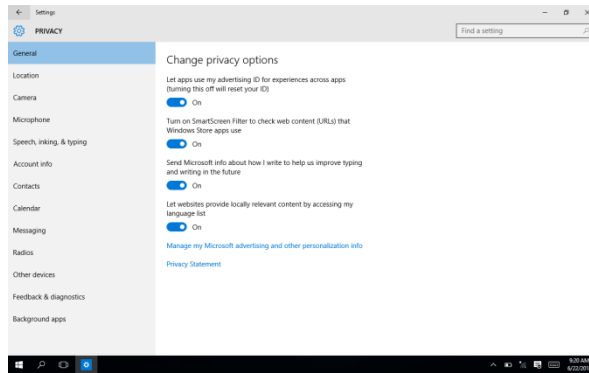 Settings
PRIVACY
Find a setting
General
Location
Camera
Microphone
Speech, inking, & typing
Account info
Contacts
Calendar
Messaging
Radios
Other devices
Feedback & diagnostics
Background apps
Change privacy options
Let apps use my advertising ID for experiences across apps
(turning this off will reset your ID)
On
Turn on SmartScreen Filter to check web content (URLs) that
Windows Store apps use
On
Send Microsoft info about how I write to help us improve typing
and writing in the future
On
Let websites provide locally relevant content by accessing my
language list
On
Manage my Microsoft advertising and other personalization info
Privacy Statement
9:20 AM